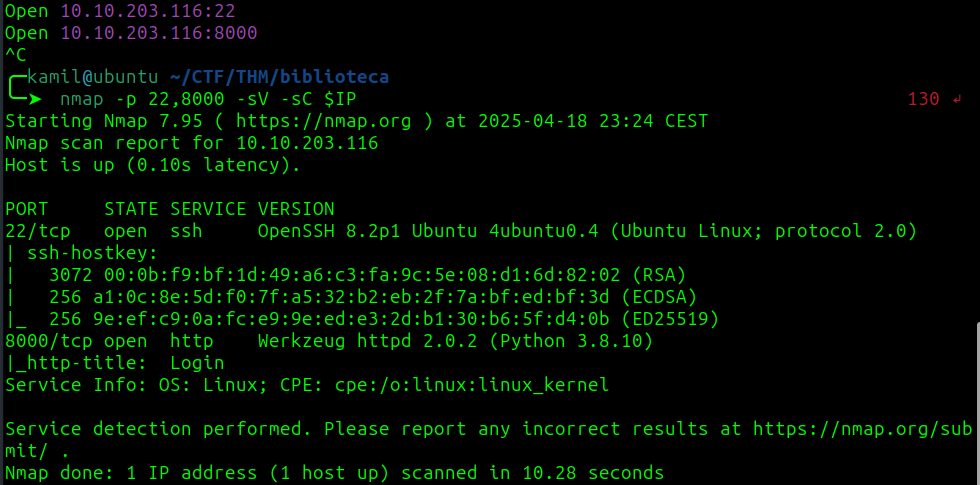 Open 10.10.203.116:22
Open 10.10.203.116:8000
^C
kamil@ubuntu ~/CTF/THM/biblioteca
nmap -p 22,8000 -sV -sC $IP 130 ↲
Starting Nmap 7.95 ( https://nmap.org ) at 2025-04-18 23:24 CEST
Nmap scan report for 10.10.203.116
Host is up (0.10s latency).

PORT     STATE SERVICE VERSION
22/tcp   open  ssh     OpenSSH 8.2p1 Ubuntu 4ubuntu0.4 (Ubuntu Linux; protocol 2.0)
| ssh-hostkey:
|   3072 00:0b:f9:bf:1d:49:a6:c3:fa:9c:5e:08:d1:6d:82:02 (RSA)
|   256 a1:0c:8e:5d:f0:7f:a5:32:b2:eb:2f:7a:bf:ed:bf:3d (ECDSA)
|_  256 9e:ef:c9:0a:fc:e9:9e:ed:e3:2d:b1:30:b6:5f:d4:0b (ED25519)
8000/tcp open  http    Werkzeug httpd 2.0.2 (Python 3.8.10)
|_http-title:  Login
Service Info: OS: Linux; CPE: cpe:/o:linux:linux_kernel

Service detection performed. Please report any incorrect results at https://nmap.org/sub
mit/ .
Nmap done: 1 IP address (1 host up) scanned in 10.28 seconds